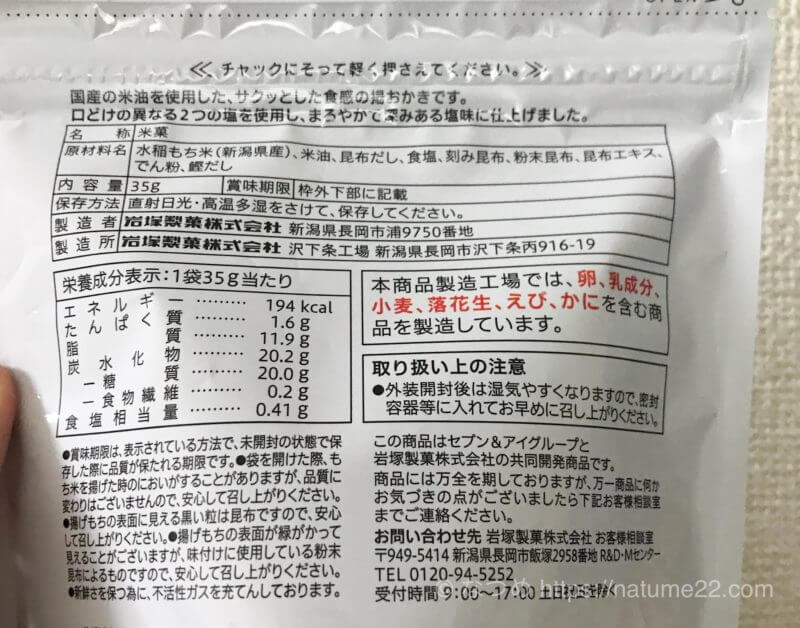 ≪ チャックにそって軽く押さえてください。≫
国産の米油を使用した、サクッとした食感の揚おかきです。
口どけの異なる2つの塩を使用し、まろやかで深みある塩味に仕上げました。
名 称 米菓
原材料名 水稲もち米(新潟県産)、米油、昆布だし、食塩、刻み昆布、粉末昆布、昆布エキス、
でん粉、鰹だし
内容量 35g 賞味期限 枠外下部に記載
保存方法 直射日光・高温多湿をさけて、保存してください。
製造者 岩塚製菓株式会社 新潟県長岡市浦9750番地
製造所 岩塚製菓株式会社 沢下条工場 新潟県長岡市沢下条丙916-19
栄養成分表示:1袋35g当たり
エネルギー ……… 194 kcal
たんぱく質 ……… 1.6 g
脂質 ……… 11.9 g
炭水化物 ……… 20.2 g
ー糖質 ……… 20.0 g
ー食物繊維 ……… 0.2 g
食塩相当量 ……… 0.41 g
本商品製造工場では、卵、乳成分、
小麦、落花生、えび、かにを含む商
品を製造しています。
取り扱い上の注意
●外装開封後は湿気やすくなりますので、密封
容器等に入れてお早めに召し上がりください。
●賞味期限は、表示されている方法で、未開封の状態で保
存した際に品質が保たれる期限です。●袋を開けた際、も
ち米を揚げた時のにおいがすることがありますが、品質に
変わりはございませんので、安心して召し上がりください。
●揚げもちの表面に見える黒い粒は昆布ですので、安心
して召し上がりください。●揚げもちの表面が緑がかって
見えることがございますが、味付けに使用している粉末
昆布によるものですので、安心して召し上がりください。
●新鮮さを保つ為に、不活性ガスを充てんしております。
この商品はセブン&アイグループと
岩塚製菓株式会社の共同開発商品です。
商品には万全を期しておりますが、万一商品に何か
お気づきの点がございましたら下記お客様相談室
までご連絡ください。
お問い合わせ先 岩塚製菓株式会社 お客様相談室
〒949-5414 新潟県長岡市飯塚2958番地 R&D・Mセンター
TEL 0120-94-5252
受付時間 9:00〜17:00 土日祝日を除く
https://natume22.com